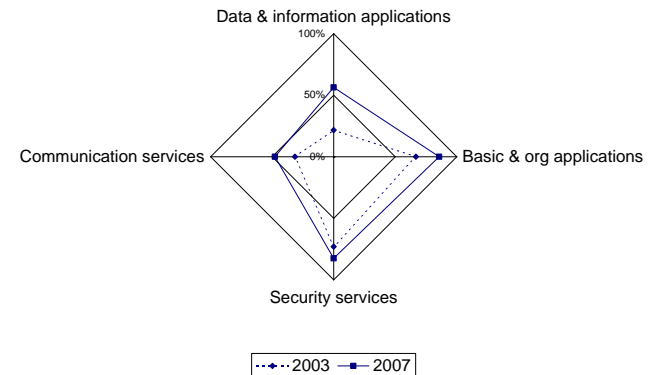 Data & information applications
100%
50%
Communication services
0%
Basic & org applications
Security services
2003 2007